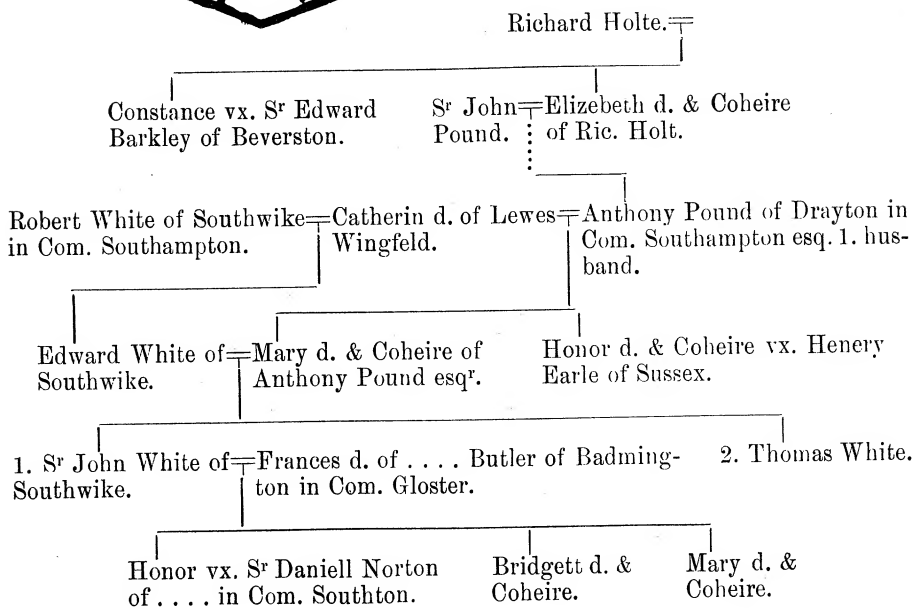 Richard Holte.
Constance vx. Sʳ Edward
Barkley of Beverston.
Sʳ John
Pound.
Elizebeth d. & Coheire
of Ric. Holt.
Robert White of Southwike
in Com. Southampton.
Catherin d. of Lewes
Wingfeld.
Anthony Pound of Drayton in
Com. Southampton esq. 1. hus-
band.
Edward White of
Southwike.
Mary d. & Coheire of
Anthony Pound esqʳ.
Honor d. & Coheire vx. Henery
Earle of Sussex.
1. Sʳ John White of
Southwike.
Frances d. of . . . . Butler of Badming-
ton in Com. Gloster.
2. Thomas White.
Honor vx. Sʳ Daniell Norton
of . . . . in Com. Southton.
Bridgett d. &
Coheire.
Mary d. &
Coheire.